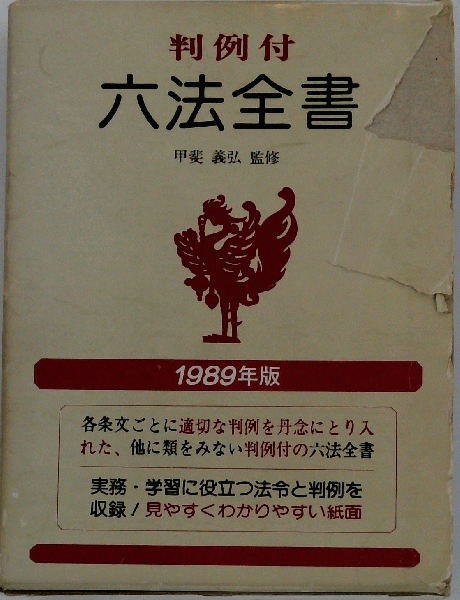 判例付
六法全書
甲斐 義弘 監修
1989年版
各条文ごとに適切な判例を丹念にとり入
れた、他に類をみない判例付の六法全書
実務・学習に役立つ法令と判例を
収録!見やすくわかりやすい紙面